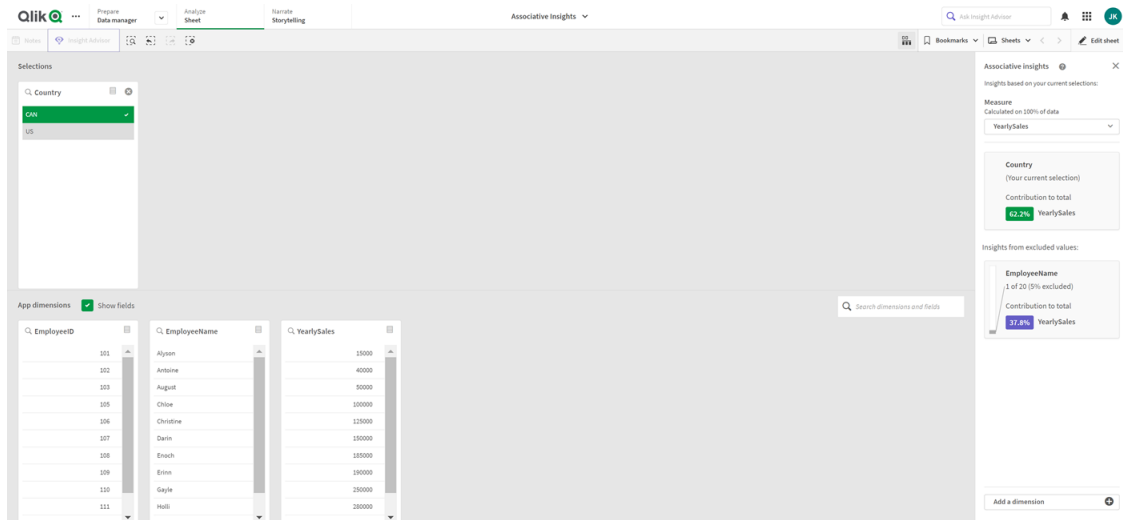 Qlik
Prepare
Data manager
Analyze
Sheet
Narrate
Storytelling
Associative Insights
Ask Insight Advisor
JK
Notes
Insight Advisor
Bookmarks
Sheets
Edit sheet
Selections
Country
CAN
US
Associative insights
Insights based on your current selections:
Measure
Calculated on 100% of data
YearlySales
Country
(Your current selection)
Contribution to total
62.2% YearlySales
Insights from excluded values:
EmployeeName
1 of 20 (5% excluded)
Contribution to total
37.8% YearlySales
Add a dimension
App dimensions
Show fields
Search dimensions and fields
EmployeeID
101
102
103
105
106
107
108
109
110
111
EmployeeName
Alyson
Antoine
August
Chloe
Christine
Darin
Enoch
Erinn
Gayle
Holli
YearlySales
15000
40000
50000
100000
125000
150000
185000
190000
250000
280000